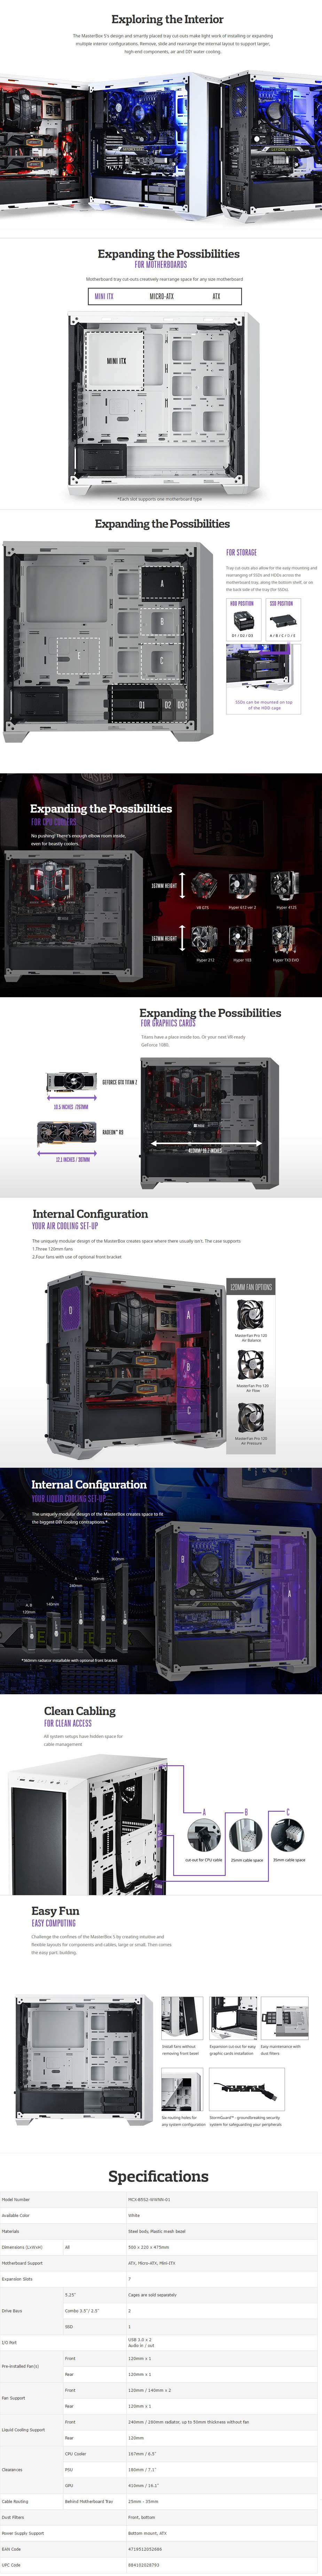 Exploring the Interior
The MasterBox 5's design and smartly placed tray cut-outs make light work of installing or expanding
multiple interior configurations. Remove, slide and rearrange the internal layout to support larger,
high-end components, air and DIY water cooling.
Expanding the Possibilities
FOR MOTHERBOARDS
Motherboard tray cut-outs creatively rearrange space for any size motherboard
MINI ITX MICRO-ATX ATX
MINI ITX
*Each slot supports one motherboard type
Expanding the Possibilities
FOR STORAGE
Tray cut-outs also allow for the easy mounting and
rearranging of SSDs and HDDs across the
motherboard tray, along the bottom shelf, or on
the back side of the tray (for SSDs).
HDD POSITION SSD POSITION
D1 / D2 / D3 A / B / C / D / E
SSDs can be mounted on top
of the HDD cage
A
B
C
E
D1 D2 D3
Expanding the Possibilities
FOR CPU COOLERS
No pushing! There's enough elbow room inside,
even for beastly coolers.
167MM HEIGHT
V8 GTS Hyper 612 ver.2 Hyper 412S
167MM HEIGHT
Hyper 212 Hyper 103 Hyper TX3 EVO
Expanding the Possibilities
FOR GRAPHICS CARDS
Titans have a place inside too. Or your next VR-ready
GeForce 1080.
GEFORCE GTX TITAN Z
10.5 INCHES /267MM
RADEON™ R9
12.1 INCHES / 307MM
Internal Configuration
YOUR AIR COOLING SET-UP
The uniquely modular design of the MasterBox creates space where there usually isn't. The case supports
1.Three 120mm fans
2.Four fans with use of optional front bracket
120MM FAN OPTIONS
MasterFan Pro 120
Air Balance
MasterFan Pro 120
Air Flow
MasterFan Pro 120
Air Pressure
D
A
B
C
Internal Configuration
YOUR LIQUID COOLING SET-UP
The uniquely modular design of the MasterBox creates space to fit
the biggest DIY cooling contraptions.*
A, B
120mm
A
140mm
A
240mm
A
280mm
A
360mm
B
A
*360mm radiator installable with optional front bracket
Clean Cabling
FOR CLEAN ACCESS
All system setups have hidden space for
cable management
A B C
cut-out for CPU cable 25mm cable space 35mm cable space
Easy Fun
EASY COMPUTING
Challenge the confines of the MasterBox 5 by creating intuitive and
flexible layouts for components and cables, large or small. Then comes
the easy part: building.
Install fans without
removing front bezel
Expansion cut-out for easy
graphic cards installation
Easy maintenance with
dust filters
Six routing holes for
any system configuration
StormGuard™ - groundbreaking security
system for safeguarding your peripherals
Specifications
Model Number MCX-B5S2-WWNN-01
Available Color White
Materials Steel body, Plastic mesh bezel
Dimensions (LxWxH) All 500 x 220 x 475mm
Motherboard Support ATX, Micro-ATX, Mini-ITX
Expansion Slots 7
Drive Bays 5.25" Cages are sold separately
Combo 3.5"/ 2.5" 2
SSD 1
I/O Port USB 3.0 x 2
Audio in / out
Pre-installed Fan(s) Front 120mm x 1
Rear 120mm x 1
Fan Support Front 120mm / 140mm x 2
Rear 120mm x 1
Liquid Cooling Support Front 240mm / 280mm radiator, up to 50mm thickness without fan
Rear 120mm
Clearances CPU Cooler 167mm / 6.5"
PSU 180mm / 7.1"
GPU 410mm / 16.1"
Cable Routing Behind Motherboard Tray 25mm - 35mm
Dust Filters Front, bottom
Power Supply Support Bottom mount, ATX
EAN Code 4719512052686
UPC Code 884102028793